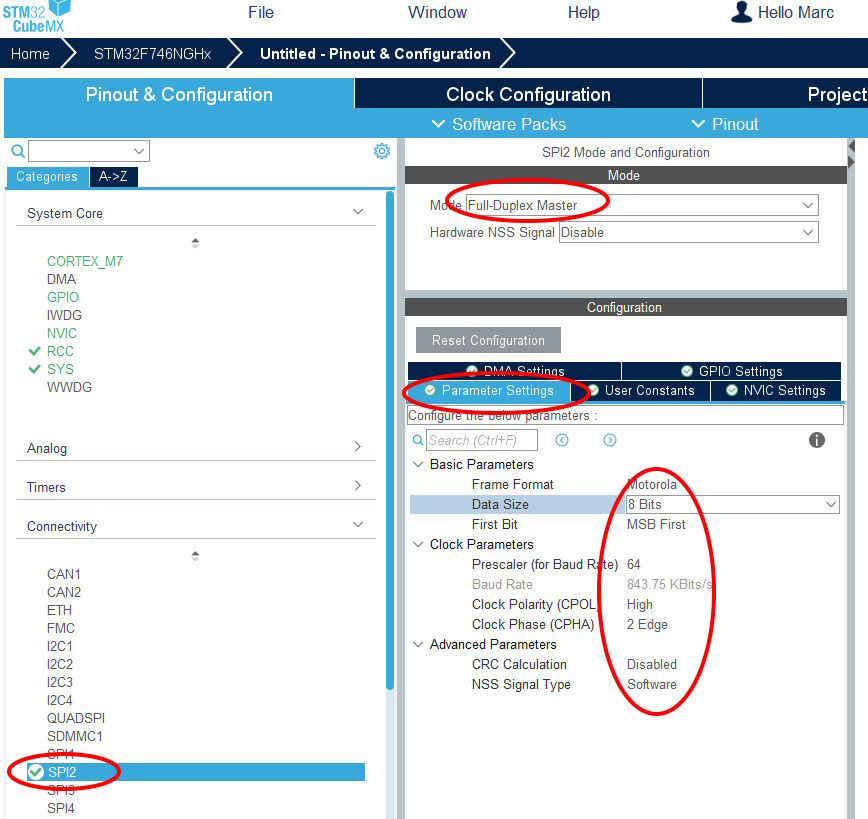 STM32 CubeMX
File Window Help Hello Marc
Home STM32F746NGHx Untitled - Pinout & Configuration
Pinout & Configuration Clock Configuration Project
Software Packs Pinout
Categories A->Z
System Core
CORTEX_M7
DMA
GPIO
IWDG
NVIC
RCC
SYS
WWDG
Analog
Timers
Connectivity
CAN1
CAN2
ETH
FMC
I2C1
I2C2
I2C3
I2C4
QUADSPI
SDMMC1
SPI1
SPI2
SPI3
SPI4
SPI2 Mode and Configuration
Mode
Mode Full-Duplex Master
Hardware NSS Signal Disable
Configuration
Reset Configuration
DMA Settings GPIO Settings
Parameter Settings User Constants NVIC Settings
Configure the below parameters :
Search (Ctrl+F)
Basic Parameters
Frame Format Motorola
Data Size 8 Bits
First Bit MSB First
Clock Parameters
Prescaler (for Baud Rate) 64
Baud Rate 843.75 KBits/s
Clock Polarity (CPOL) High
Clock Phase (CPHA) 2 Edge
Advanced Parameters
CRC Calculation Disabled
NSS Signal Type Software